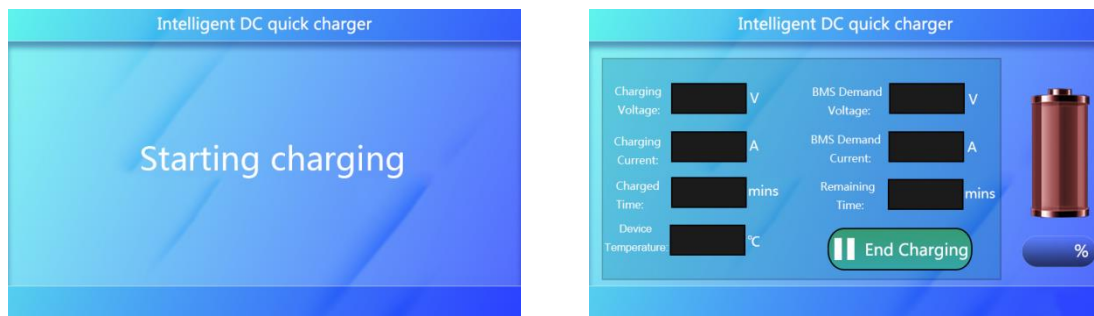 Intelligent DC quick charger
Starting charging
Intelligent DC quick charger
Charging
Voltage:
V
BMS Demand
Voltage:
V
Charging
Current:
A
BMS Demand
Current:
A
Charged
Time:
mins
Remaining
Time:
mins
Device
Temperature:
℃
End Charging
%